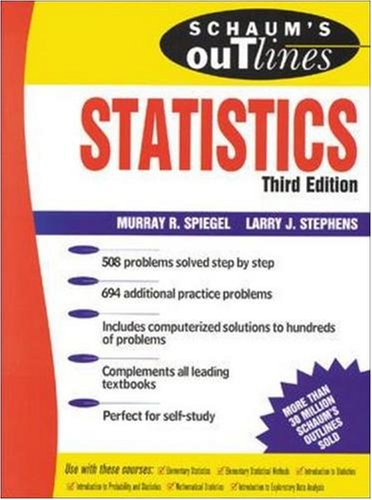 SCHAUM'S
OUTlines
STATISTICS
Third Edition
MURRAY R. SPIEGEL LARRY J. STEPHENS
508 problems solved step by step
694 additional practice problems
Includes computerized solutions to hundreds
of problems
Complements all leading
textbooks
Perfect for self-study
MORE THAN
30 MILLION
SCHAUM'S
OUTLINES
SOLD
Use with these courses: Elementary Statistics Elementary Statistical Methods Introduction to Statistics
Introduction to Probability and Statistics Mathematical Statistics Introduction to Exploratory Data Analysis